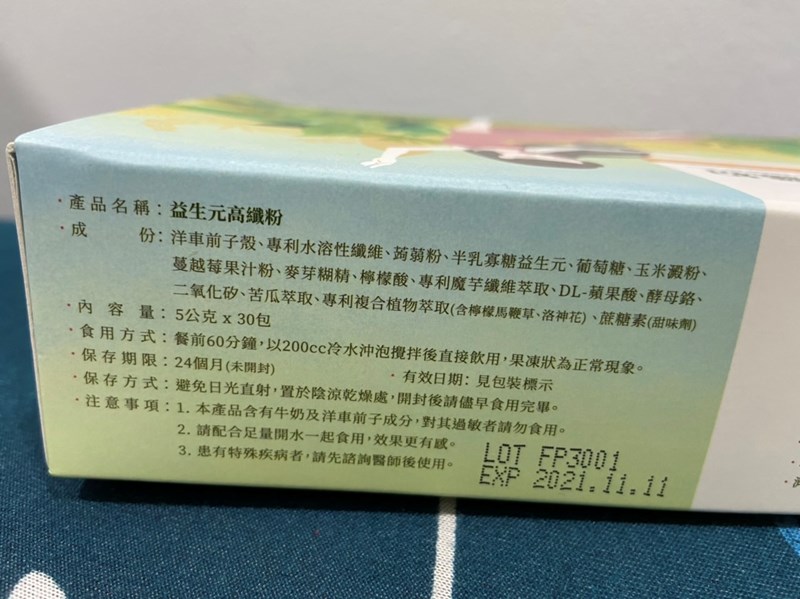 ・產品名稱：益生元高纖粉
・成份：洋車前子殼、專利水溶性纖維、蒟蒻粉、半乳寡糖益生元、葡萄糖、玉米澱粉、
蔓越莓果汁粉、麥芽糊精、檸檬酸、專利魔芋纖維萃取、DL-蘋果酸、酵母鉻、
二氧化矽、苦瓜萃取、專利複合植物萃取(含檸檬馬鞭草、洛神花)、蔗糖素(甜味劑)
・內容量：5公克 x 30包
・食用方式：餐前60分鐘，以200cc冷水沖泡攪拌後直接飲用，果凍狀為正常現象。
・保存期限：24個月(未開封) ・有效日期：見包裝標示
・保存方式：避免日光直射，置於陰涼乾燥處，開封後請儘早食用完畢。
・注意事項：1. 本產品含有牛奶及洋車前子成分，對其過敏者請勿食用。
2. 請配合足量開水一起食用，效果更有感。
3. 患有特殊疾病者，請先諮詢醫師後使用。
LOT FP3001
EXP 2021.11.11